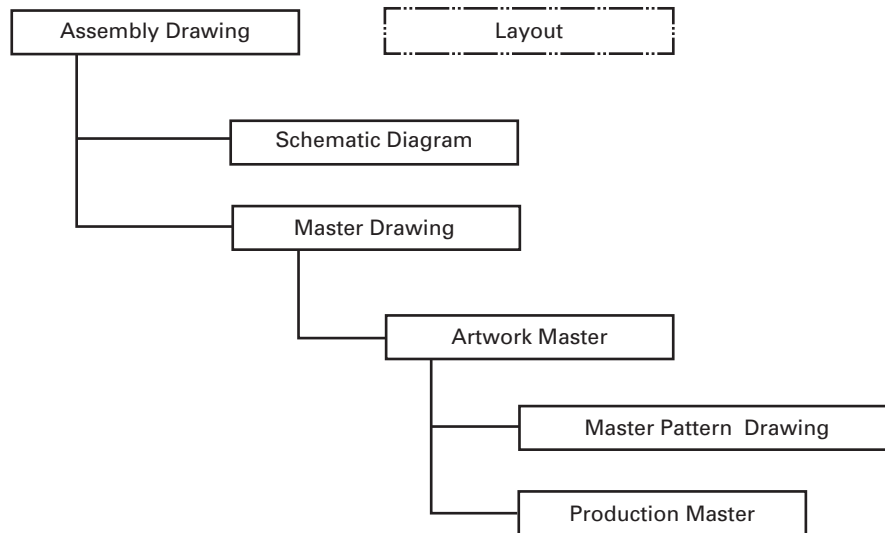 Assembly Drawing
Layout
Schematic Diagram
Master Drawing
Artwork Master
Master Pattern Drawing
Production Master